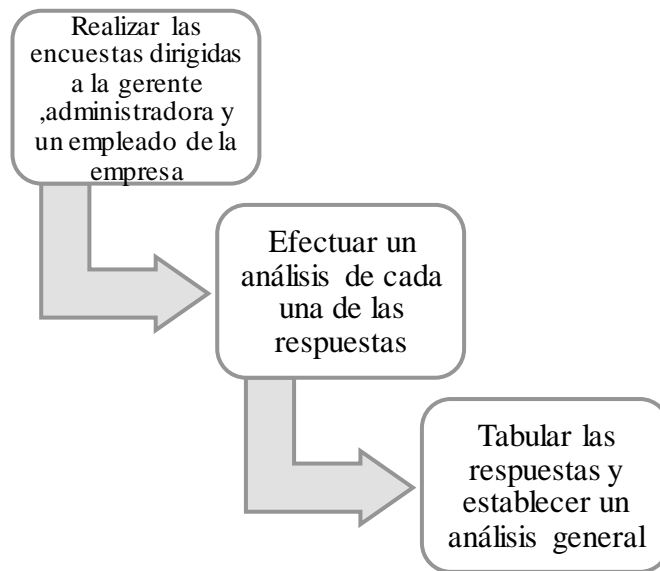 Realizar las
encuestas dirigidas
a la gerente
,administradora y
un empleado de la
empresa
Efectuar un
análisis de cada
una de las
respuestas
Tabular las
respuestas y
establecer un
análisis general